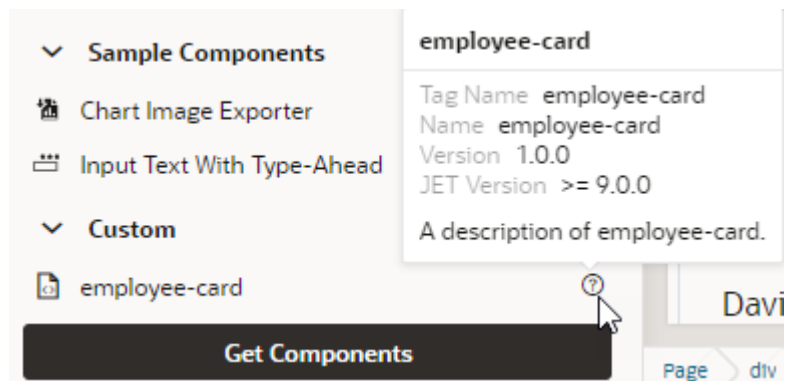 Sample Components
Chart Image Exporter
Input Text With Type-Ahead
Custom
employee-card
Get Components
employee-card
Tag Name employee-card
Name employee-card
Version 1.0.0
JET Version >= 9.0.0
A description of employee-card.
Davi
Page div